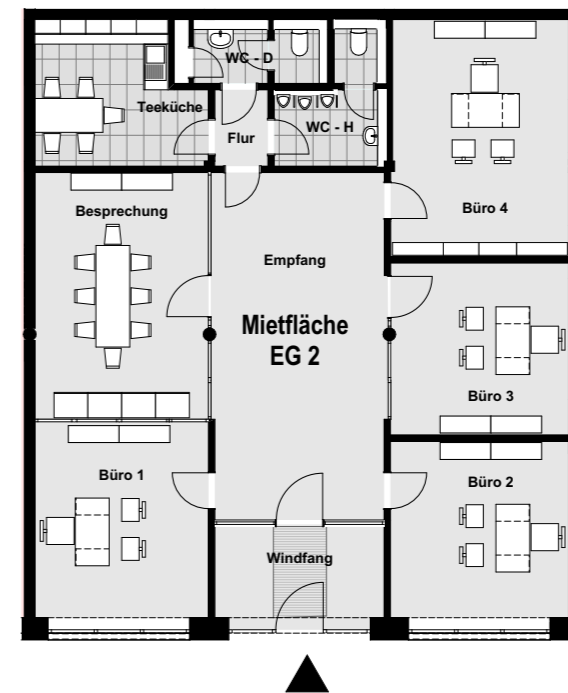 WC - D
Teeküche
Flur
WC - H
Besprechung
Büro 4
Empfang
Mietfläche
EG 2
Büro 3
Büro 1
Büro 2
Windfang